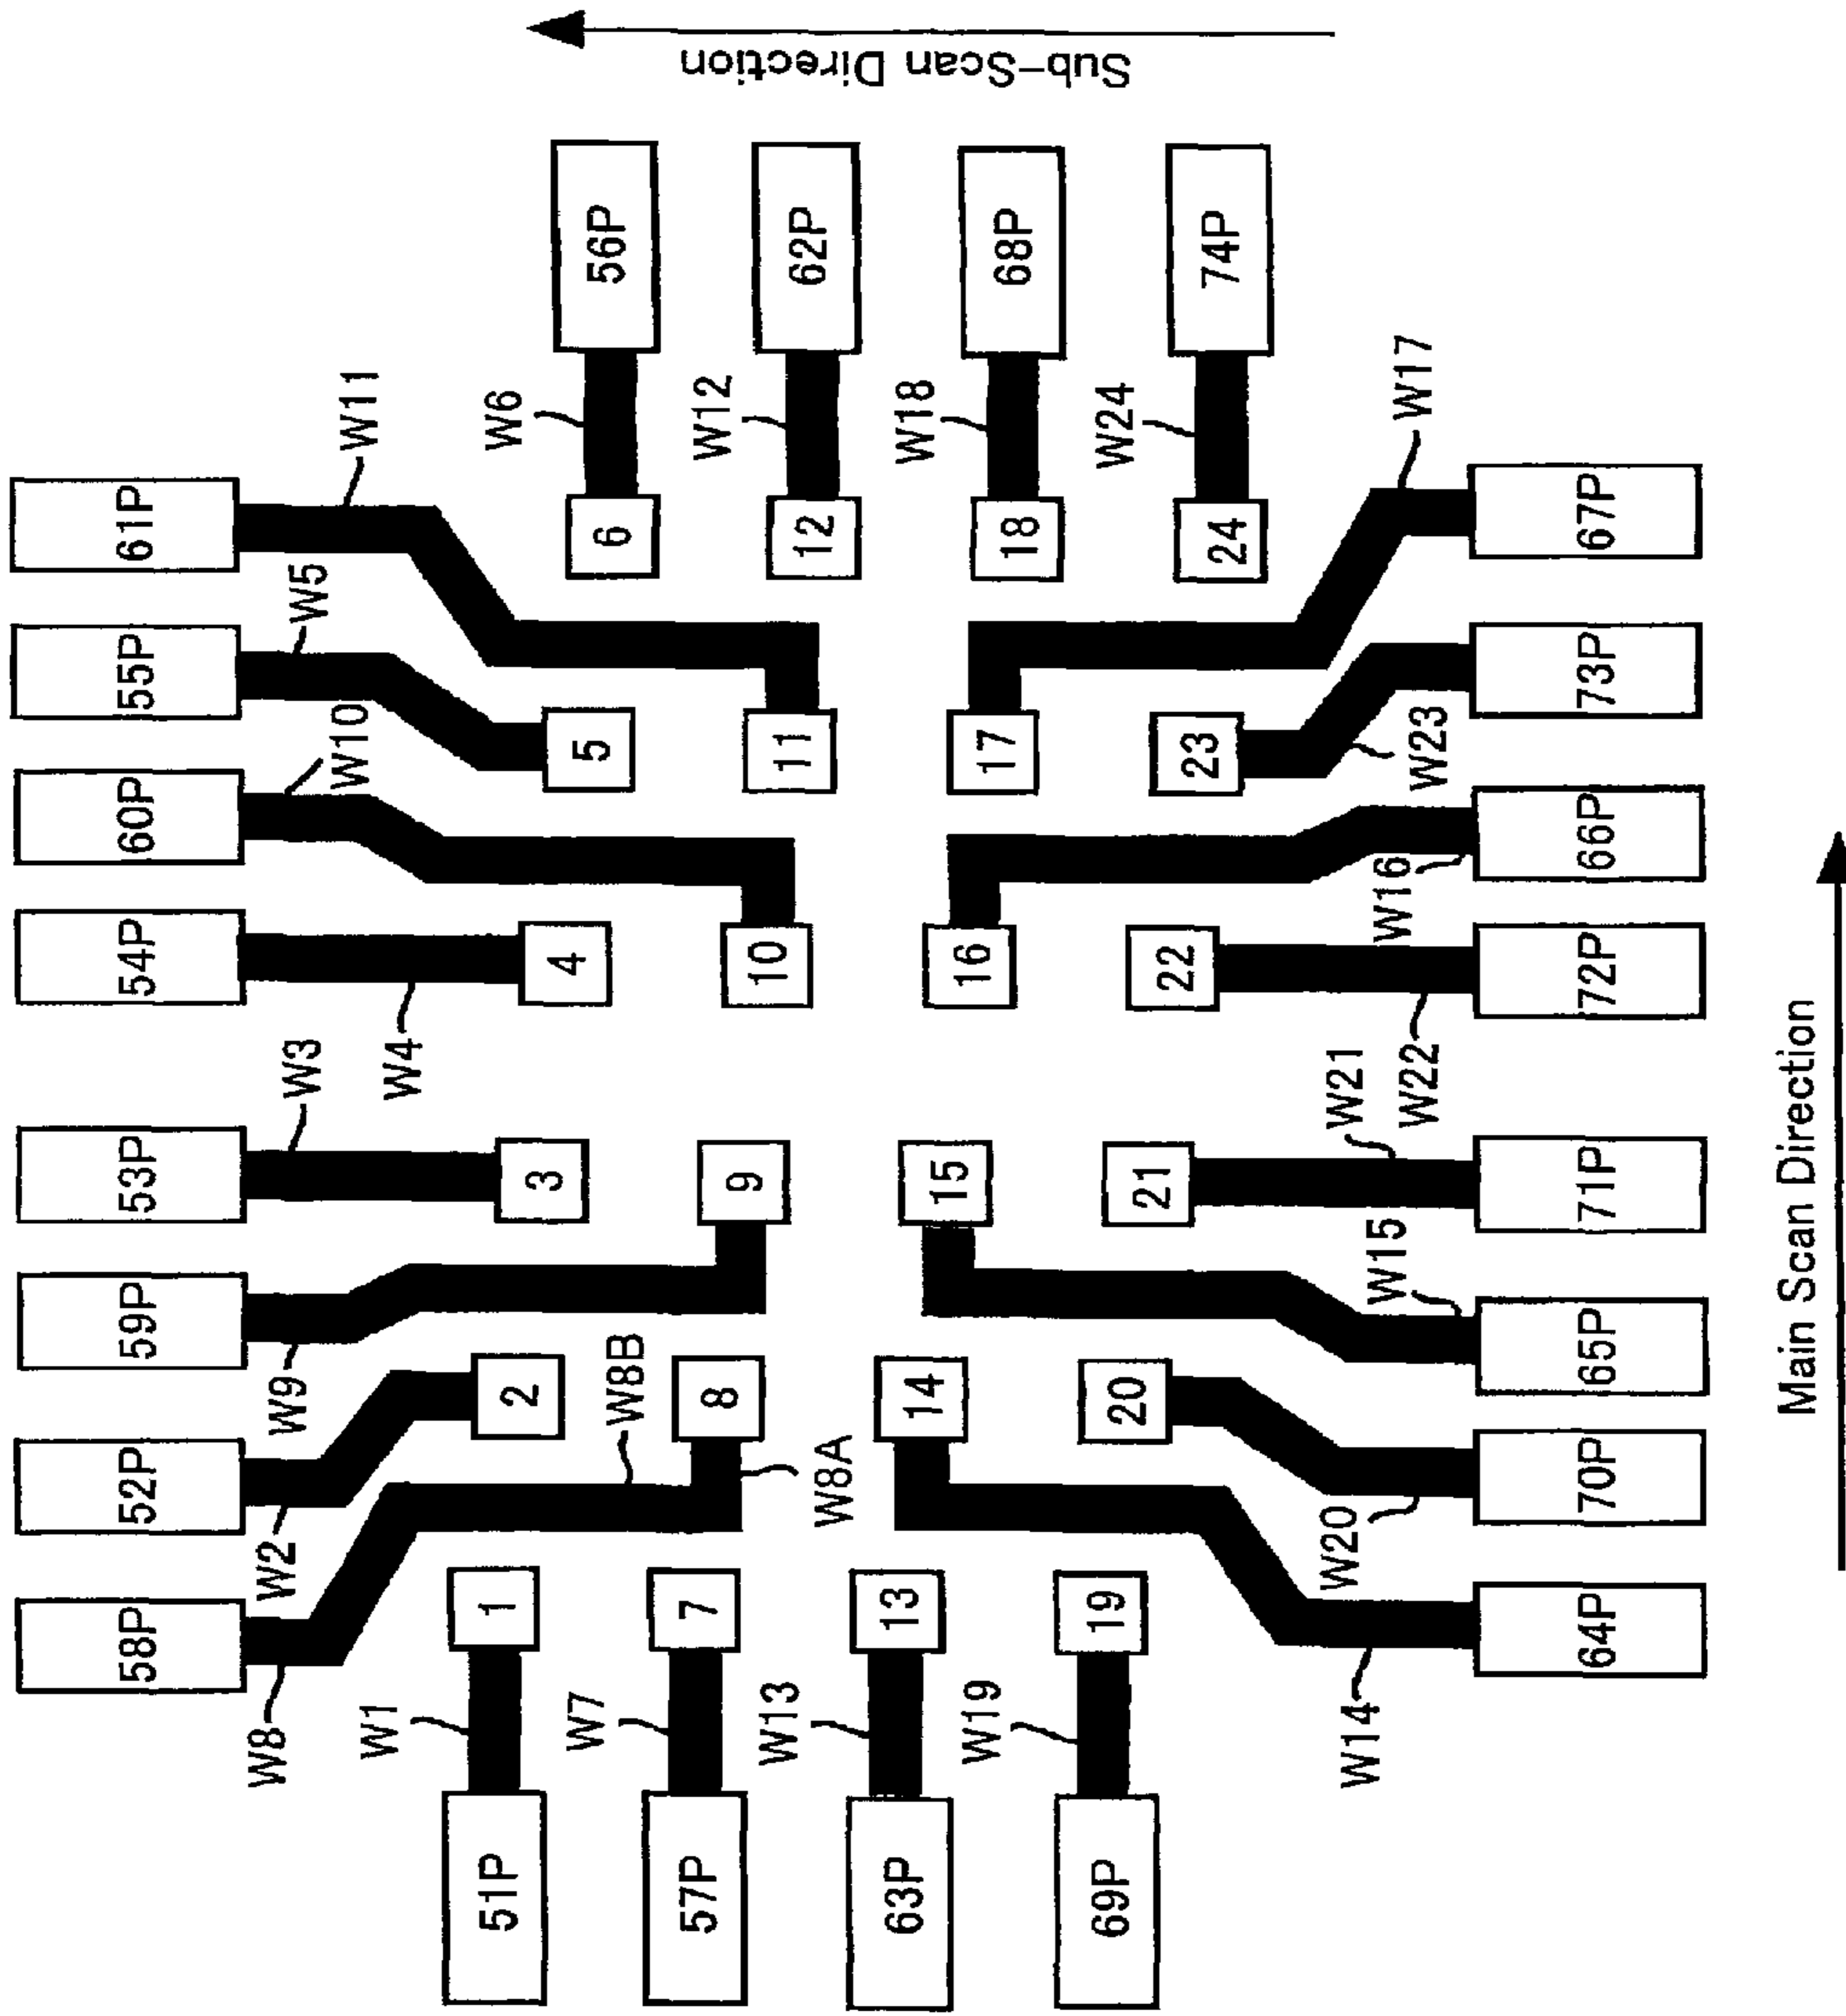 58P
52P
59P
53P
54P
60P
55P
61P
W8
W2
W9
W3
W4
W10
W5
W11
51P
W1
1
2
3
4
5
6
W6
56P
57P
W7
7
8
9
10
11
12
W12
62P
W8B
W8A
63P
W13
13
14
15
16
17
18
W18
68P
69P
W19
19
20
21
22
23
24
W24
74P
W14
W20
W15
W21
W22
W16
W23
W17
64P
70P
65P
71P
72P
66P
73P
67P
Main Scan Direction
Sub-Scan Direction